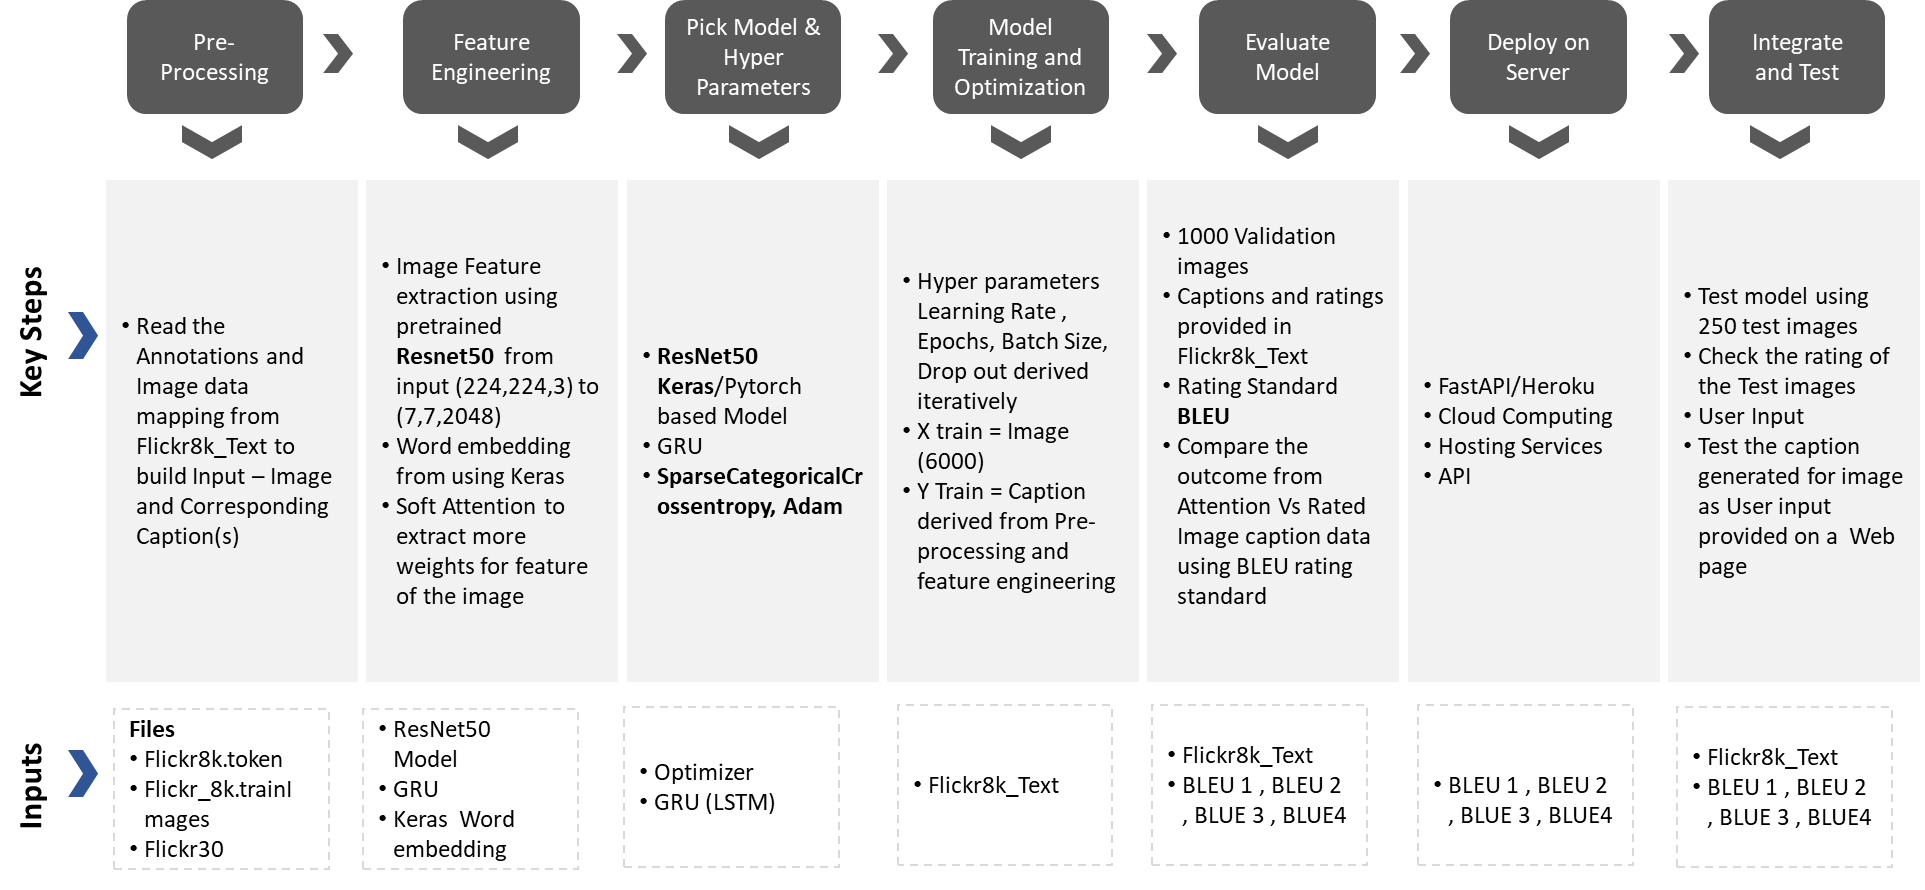 Pre-
Processing
Feature
Engineering
Pick Model &
Hyper
Parameters
Model
Training and
Optimization
Evaluate
Model
Deploy on
Server
Integrate
and Test
Key Steps
• Read the
Annotations and
Image data
mapping from
Flickr8k_Text to
build Input – Image
and Corresponding
Caption(s)
• Image Feature
extraction using
pretrained
Resnet50 from
input (224,224,3) to
(7,7,2048)
• Word embedding
from using Keras
• Soft Attention to
extract more
weights for feature
of the image
• ResNet50
Keras/Pytorch
based Model
• GRU
• SparseCategoricalCr
ossentropy, Adam
• Hyper parameters
Learning Rate ,
Epochs, Batch Size,
Drop out derived
iteratively
• X train = Image
(6000)
• Y Train = Caption
derived from Pre-
processing and
feature engineering
• 1000 Validation
images
• Captions and ratings
provided in
Flickr8k_Text
• Rating Standard
BLEU
• Compare the
outcome from
Attention Vs Rated
Image caption data
using BLEU rating
standard
• FastAPI/Heroku
• Cloud Computing
• Hosting Services
• API
• Test model using
250 test images
• Check the rating of
the Test images
• User Input
• Test the caption
generated for image
as User input
provided on a Web
page
Inputs
Files
• Flickr8k.token
• Flickr_8k.trainI
mages
• Flickr30
• ResNet50
Model
• GRU
• Keras Word
embedding
• Optimizer
• GRU (LSTM)
• Flickr8k_Text
• Flickr8k_Text
• BLEU 1 , BLEU 2
, BLUE 3 , BLUE4
• BLEU 1 , BLEU 2
, BLUE 3 , BLUE4
• Flickr8k_Text
• BLEU 1 , BLEU 2
, BLUE 3 , BLUE4